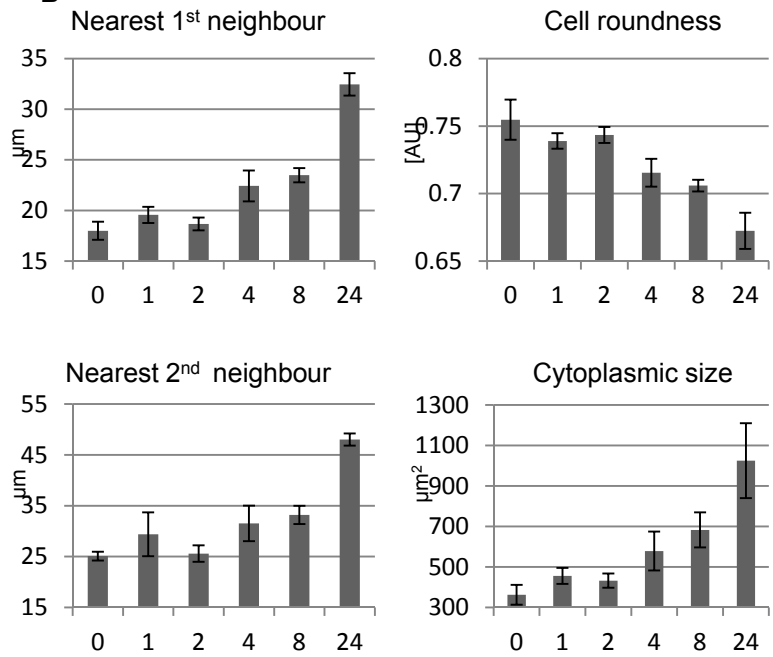 Nearest 1st neighbour
35
30
25
20
15
µm
0 1 2 4 8 24
Cell roundness
0.8
0.75
0.7
0.65
[AU]
0 1 2 4 8 24
Nearest 2nd neighbour
55
45
35
25
15
µm
0 1 2 4 8 24
Cytoplasmic size
1300
1100
900
700
500
300
µm²
0 1 2 4 8 24